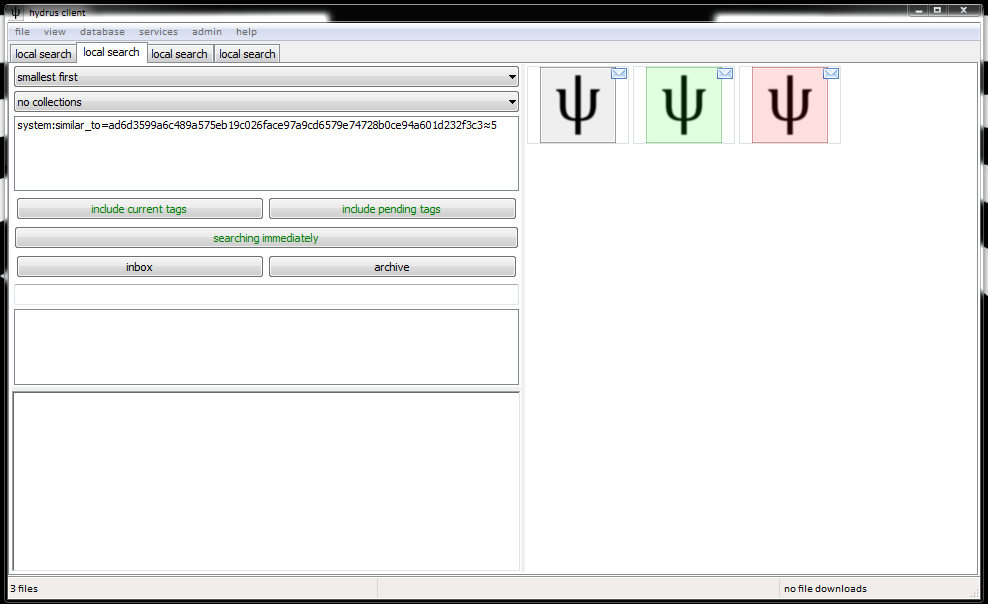 ψ hydrus client
file view database services admin help
local search local search local search local search
smallest first
no collections
system:similar_to=ad6d3599a6c489a575eb19c026face97a9cd6579e74728b0ce94a601d232f3c3≈5
include current tags include pending tags
searching immediately
inbox archive
ψ ψ ψ
3 files no file downloads